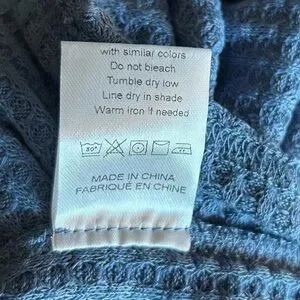 with similar colors
Do not bleach
Tumble dry low
Line dry in shade
Warm iron if needed
30°
MADE IN CHINA
FABRIQUÉ EN CHINE